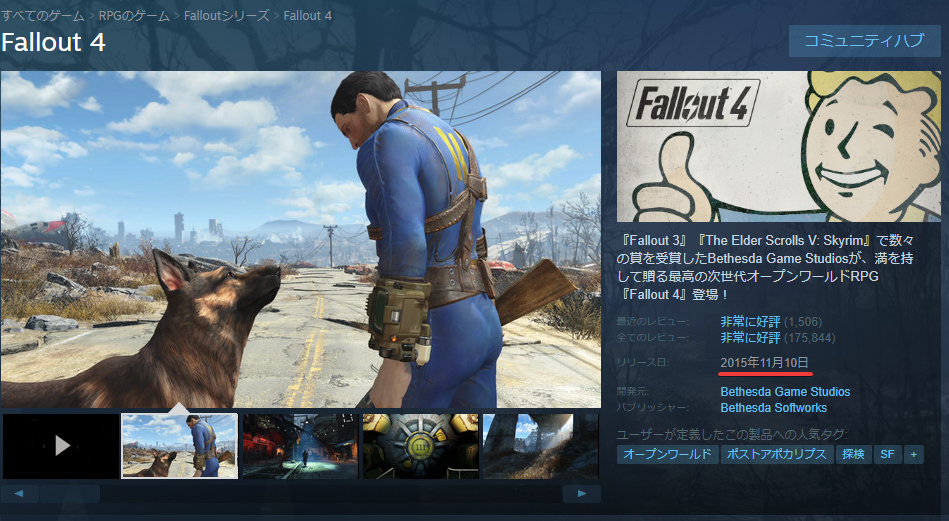 すべてのゲーム > RPGのゲーム > Falloutシリーズ > Fallout 4
Fallout 4
コミュニティハブ
Fallout 4
『Fallout 3』『The Elder Scrolls V: Skyrim』で数々
の賞を受賞したBethesda Game Studiosが、満を持
して贈る最高の次世代オープンワールドRPG
『Fallout 4』登場！
最近のレビュー: 非常に好評 (1,506)
全てのレビュー: 非常に好評 (175,844)
リリース日: 2015年11月10日
開発元: Bethesda Game Studios
パブリッシャー: Bethesda Softworks
ユーザーが定義したこの製品への人気タグ:
オープンワールド ポストアポカリプス 探検 SF +
111